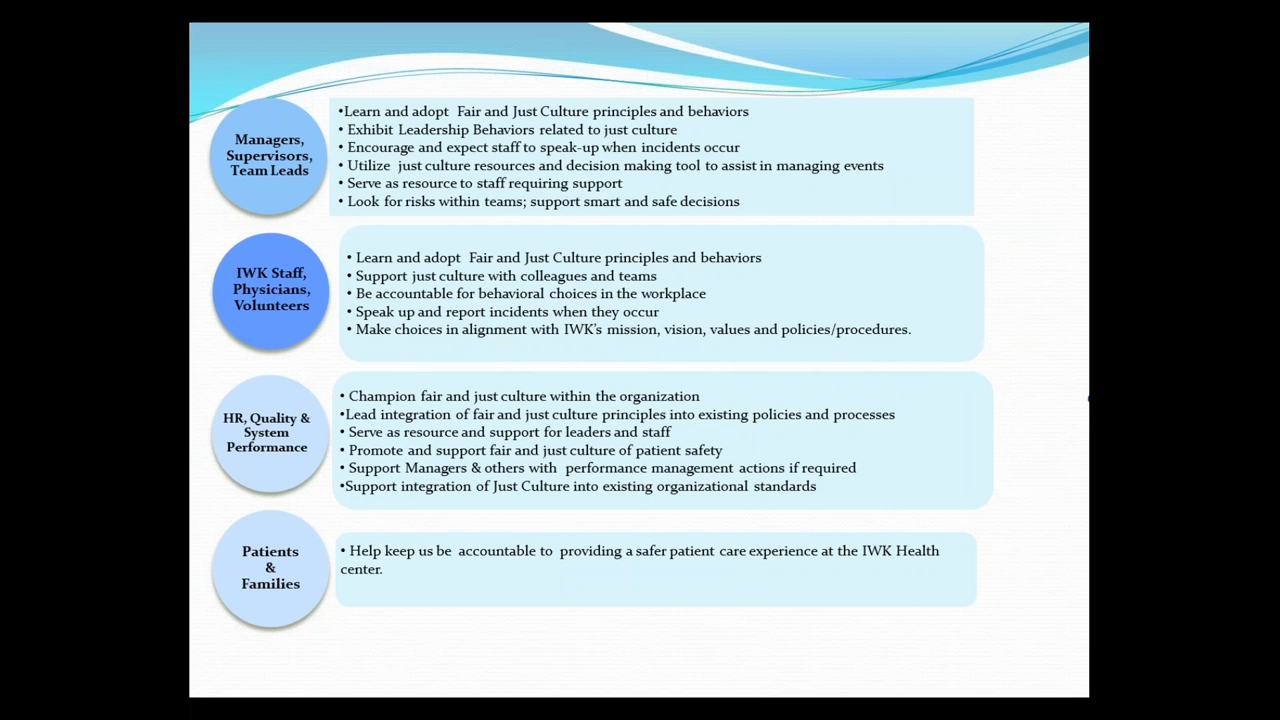 Managers,
Supervisors,
Team Leads
•Learn and adopt  Fair and Just Culture principles and behaviors
• Exhibit Leadership Behaviors related to just culture
• Encourage and expect staff to speak-up when incidents occur
• Utilize  just culture resources and decision making tool to assist in managing events
• Serve as resource to staff requiring support
• Look for risks within teams; support smart and safe decisions
IWK Staff,
Physicians,
Volunteers
• Learn and adopt  Fair and Just Culture principles and behaviors
• Support just culture with colleagues and teams
• Be accountable for behavioral choices in the workplace
• Speak up and report incidents when they occur
• Make choices in alignment with IWK’s mission, vision, values and policies/procedures.
HR, Quality &
System
Performance
• Champion fair and just culture within the organization
•Lead integration of fair and just culture principles into existing policies and processes
• Serve as resource and support for leaders and staff
• Promote and support fair and just culture of patient safety
• Support Managers & others with  performance management actions if required
•Support integration of Just Culture into existing organizational standards
Patients
&
Families
• Help keep us be  accountable to  providing a safer patient care experience at the IWK Health
center.